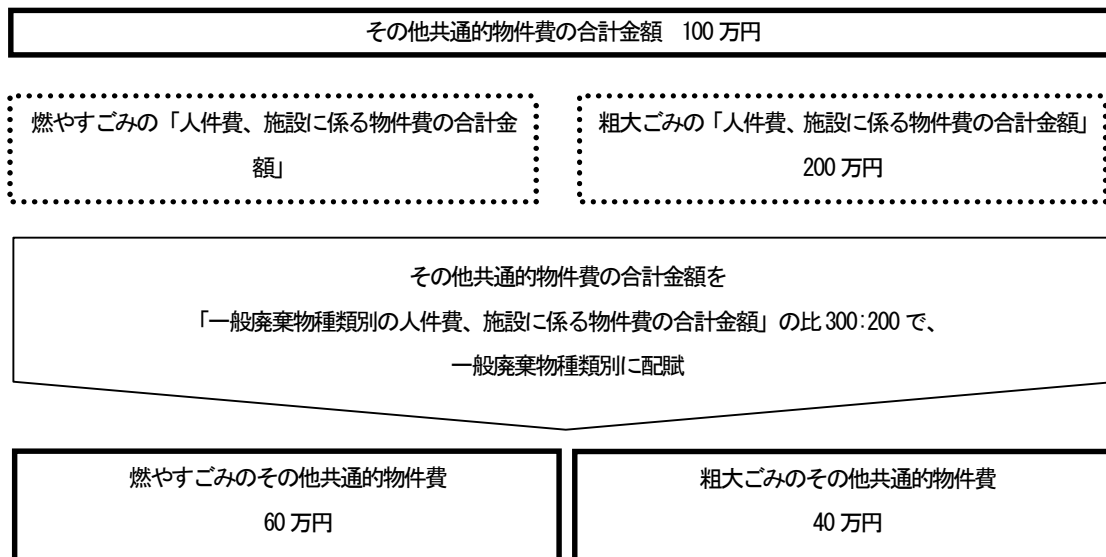 その他共通的物件費の合計金額　100 万円
燃やすごみの「人件費、施設に係る物件費の合計金
額」
粗大ごみの「人件費、施設に係る物件費の合計金額」
200 万円
その他共通的物件費の合計金額を
「一般廃棄物種類別の人件費、施設に係る物件費の合計金額」の比 300:200 で、
一般廃棄物種類別に配賦
燃やすごみのその他共通的物件費
60 万円
粗大ごみのその他共通的物件費
40 万円